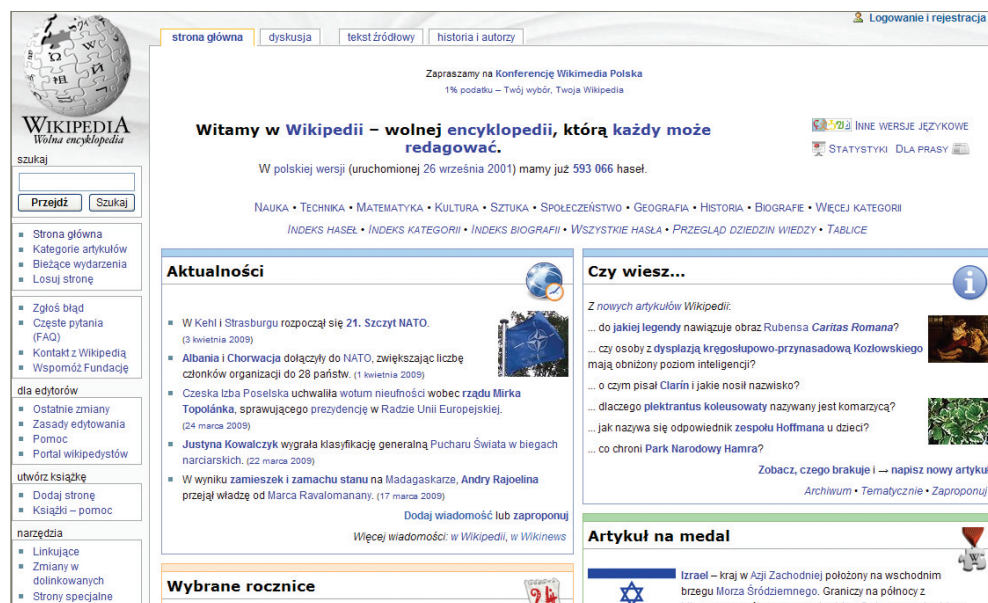 Logowanie i rejestracja
strona główna
dyskusja
tekst źródłowy
historia i autorzy
WIKIPEDIA
Wolna encyklopedia
szukaj
Przejdź
Szukaj
Strona główna
Kategorie artykułów
Bieżące wydarzenia
Losuj stronę
Zgłoś błąd
Częste pytania
(FAQ)
Kontakt z Wikipedią
Wspomóż Fundację
dla edytorów
Ostatnie zmiany
Zasady edytowania
Pomoc
Portal wikipedystów
utwórz książkę
Dodaj stronę
Książki – pomoc
narzędzia
Linkujące
Zmiany w
dolinkowanych
Strony specjalne
Zapraszamy na Konferencję Wikimedia Polska
1% podatku – Twój wybór, Twoja Wikipedia
Witamy w Wikipedii – wolnej encyklopedii, którą każdy może
redagować.
W polskiej wersji (uruchomionej 26 września 2001) mamy już 593 066 haseł.
INNE WERSJE JĘZYKOWE
STATYSTYKI DLA PRASY
NAUKA • TECHNIKA • MATEMATYKA • KULTURA • SZTUKA • SPOŁECZEŃSTWO • GEOGRAFIA • HISTORIA • BIOGRAFIE • WIĘCEJ KATEGORII
INDEKS HASEŁ • INDEKS KATEGORII • INDEKS BIOGRAFII • WSZYSTKIE HASŁA • PRZEGLĄD DZIEDZIN WIEDZY • TABLICE
Aktualności
W Kehl i Strasburgu rozpoczął się 21. Szczyt NATO.
(3 kwietnia 2009)
Albania i Chorwacja dołączyły do NATO, zwiększając liczbę
członków organizacji do 28 państw. (1 kwietnia 2009)
Czeska Izba Poselska uchwaliła wotum nieufności wobec rządu Mirka
Topolánka, sprawującego prezydencję w Radzie Unii Europejskiej.
(24 marca 2009)
Justyna Kowalczyk wygrała klasyfikację generalną Pucharu Świata w biegach
narciarskich. (22 marca 2009)
W wyniku zamieszek i zamachu stanu na Madagaskarze, Andry Rajoelina
przejął władzę od Marca Ravalomanany. (17 marca 2009)
Dodaj wiadomość lub zaproponuj
Więcej wiadomości: w Wikipedii, w Wikinews
Wybrane rocznice
Czy wiesz...
Z nowych artykułów Wikipedii:
... do jakiej legendy nawiązuje obraz Rubensa Caritas Romana?
... czy osoby z dysplazją kręgosłupowo-przynasadową Kozłowskiego
mają obniżony poziom inteligencji?
... o czym pisał Clarín i jakie nosił nazwisko?
... dlaczego plektrantus koleusowaty nazywany jest komarzycą?
... jak nazywa się odpowiednik zespołu Hoffmana u dzieci?
... co chroni Park Narodowy Hamra?
Zobacz, czego brakuje i → napisz nowy artykuł
Archiwum • Tematycznie • Zaproponuj
Artykuł na medal
Izrael – kraj w Azji Zachodniej położony na wschodnim
brzegu Morza Śródziemnego. Graniczy na północy z